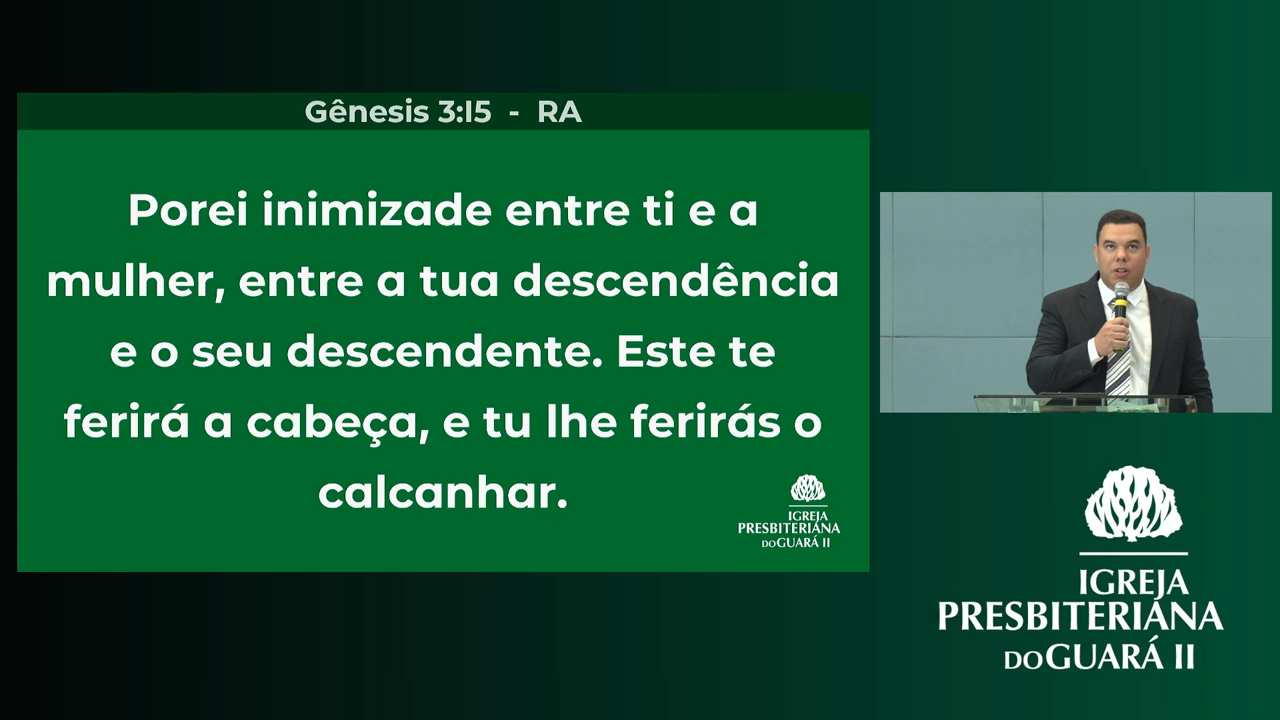 Gênesis 3:15 - RA
Porei inimizade entre ti e a
mulher, entre a tua descendência
e o seu descendente. Este te
ferirá a cabeça, e tu lhe ferirás o
calcanhar.
IGREJA
PRESBITERIANA
DO GUARÁ II
IGREJA
PRESBITERIANA
DO GUARÁ II